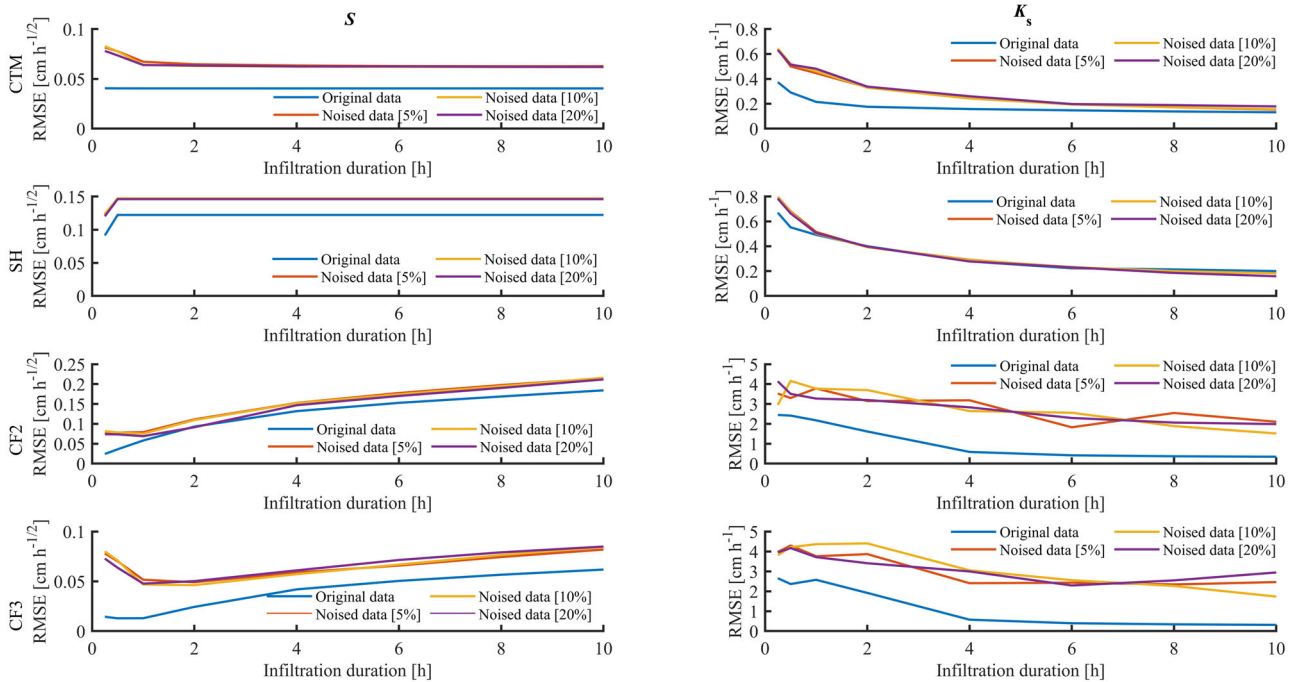 S
K_s
CTM
RMSE [cm h^-1/2]
0.1
0.05
0
Original data
Noised data [10%]
Noised data [5%]
Noised data [20%]
0 2 4 6 8 10
Infiltration duration [h]
RMSE [cm h^-1]
0.8
0.6
0.4
0.2
0
Original data
Noised data [10%]
Noised data [5%]
Noised data [20%]
0 2 4 6 8 10
Infiltration duration [h]
SH
RMSE [cm h^-1/2]
0.15
0.1
0.05
0
Original data
Noised data [10%]
Noised data [5%]
Noised data [20%]
0 2 4 6 8 10
Infiltration duration [h]
RMSE [cm h^-1]
0.8
0.6
0.4
0.2
0
Original data
Noised data [10%]
Noised data [5%]
Noised data [20%]
0 2 4 6 8 10
Infiltration duration [h]
CF2
RMSE [cm h^-1/2]
0.25
0.2
0.15
0.1
0.05
0
Original data
Noised data [10%]
Noised data [5%]
Noised data [20%]
0 2 4 6 8 10
Infiltration duration [h]
RMSE [cm h^-1]
5
4
3
2
1
0
Original data
Noised data [10%]
Noised data [5%]
Noised data [20%]
0 2 4 6 8 10
Infiltration duration [h]
CF3
RMSE [cm h^-1/2]
0.1
0.05
0
Original data
Noised data [10%]
Noised data [5%]
Noised data [20%]
0 2 4 6 8 10
Infiltration duration [h]
RMSE [cm h^-1]
5
4
3
2
1
0
Original data
Noised data [10%]
Noised data [5%]
Noised data [20%]
0 2 4 6 8 10
Infiltration duration [h]